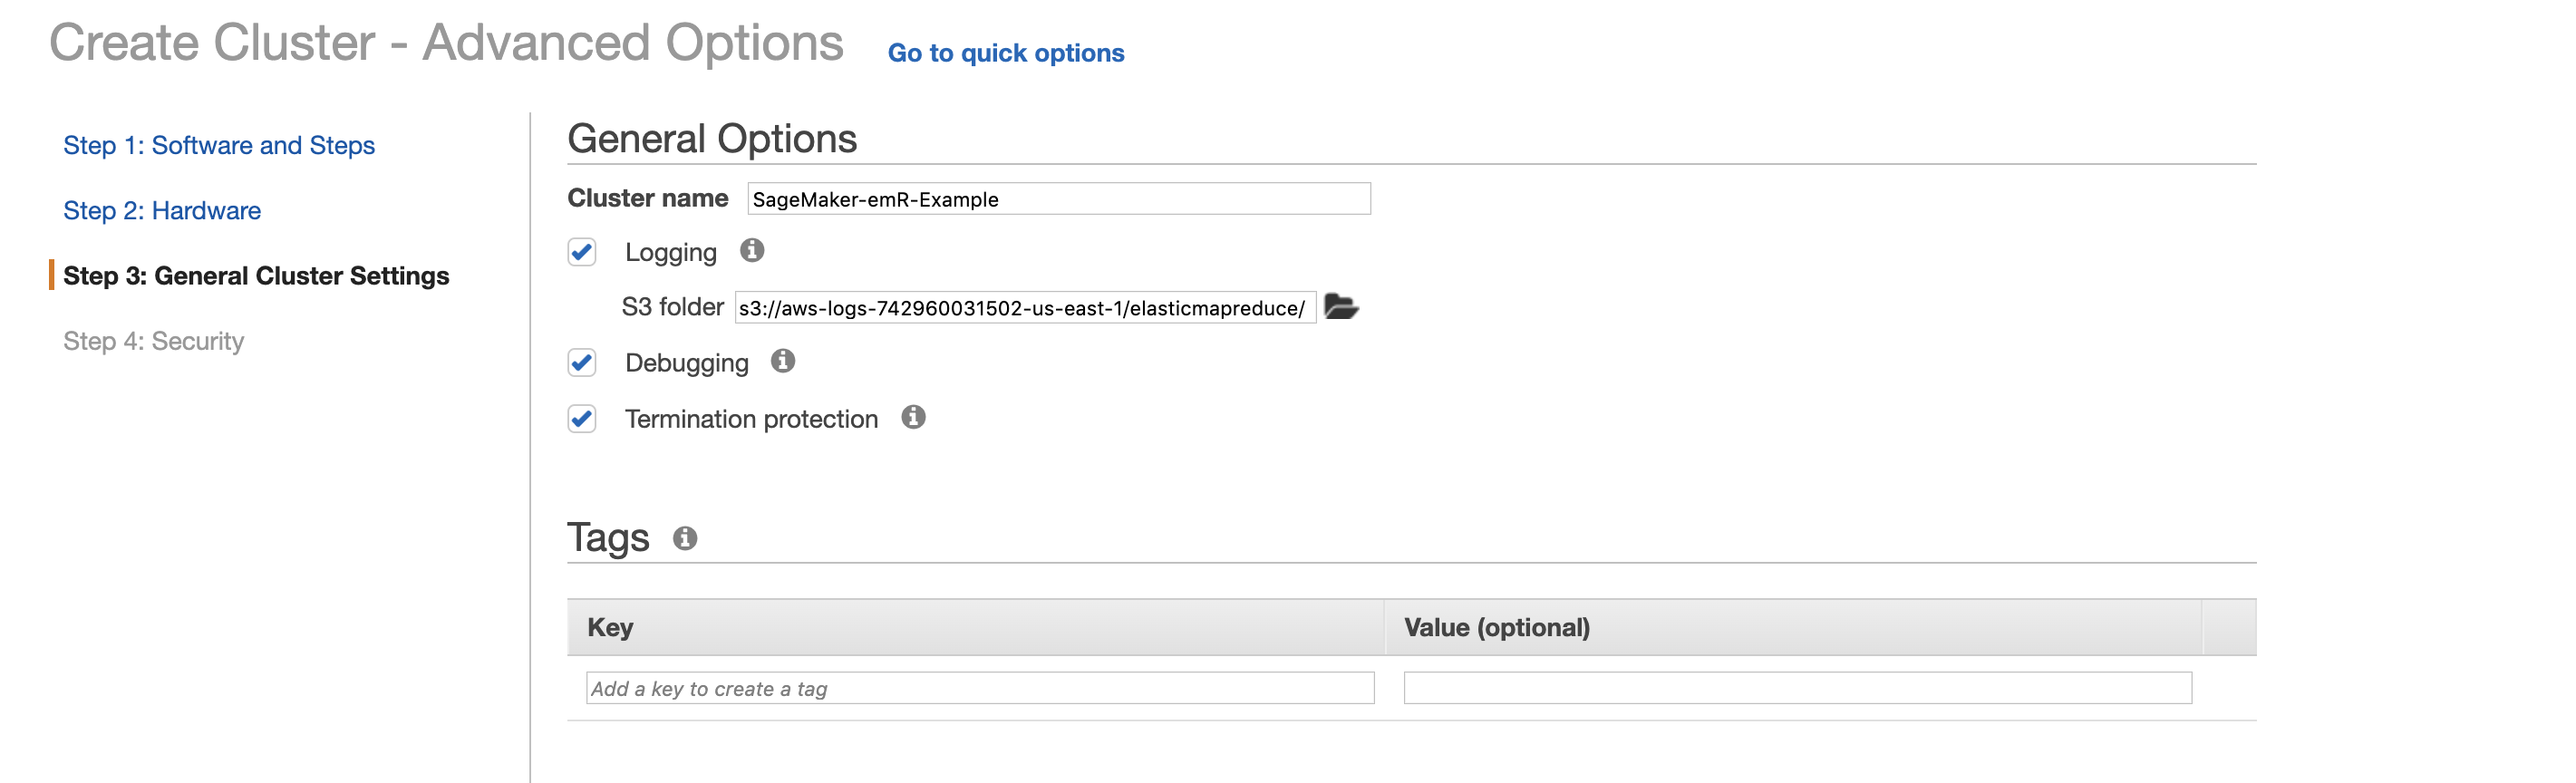 Create Cluster - Advanced Options Go to quick options
Step 1: Software and Steps
Step 2: Hardware
Step 3: General Cluster Settings
Step 4: Security
General Options
Cluster name SageMaker-emR-Example
Logging
S3 folder s3://aws-logs-742960031502-us-east-1/elasticmapreduce/
Debugging
Termination protection
Tags
Key Value (optional)
Add a key to create a tag